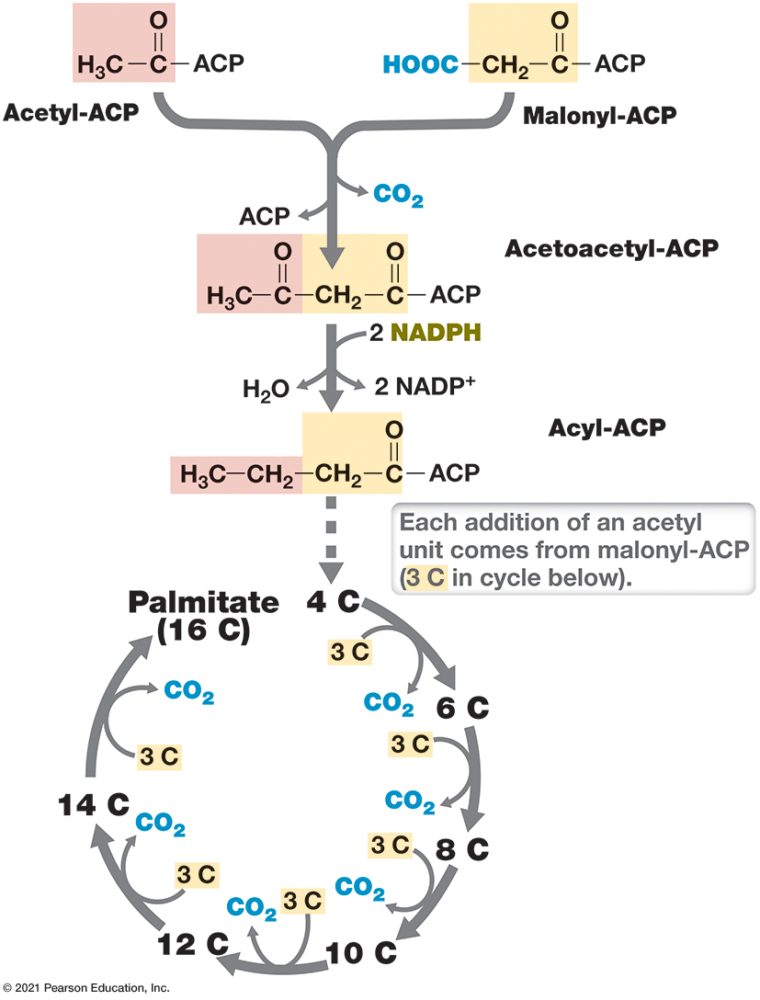 O
H₃C—C—ACP
Acetyl-ACP
O
HOOC—CH₂—C—ACP
Malonyl-ACP
CO₂
ACP
Acetoacetyl-ACP
O O
H₃C—C—CH₂—C—ACP
2 NADPH
H₂O
2 NADP⁺
Acyl-ACP
O
H₃C—CH₂—CH₂—C—ACP
Each addition of an acetyl
unit comes from malonyl-ACP
(3 C in cycle below).
4 C
3 C
CO₂
6 C
3 C
CO₂
8 C
3 C
CO₂
10 C
3 C
CO₂
12 C
3 C
CO₂
14 C
3 C
CO₂
Palmitate
(16 C)
© 2021 Pearson Education, Inc.